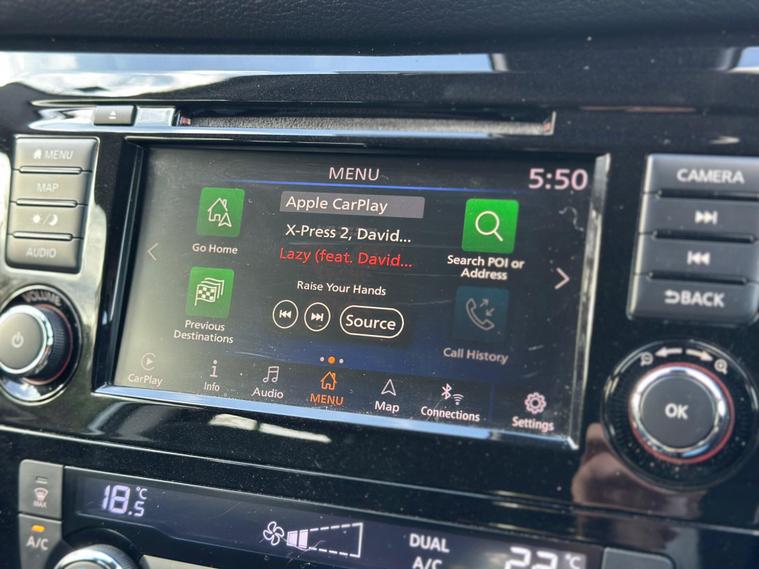 MENU
5:50
MENU
MAP
AUDIO
VOLUME
Apple CarPlay
X-Press 2, David...
Lazy (feat. David...
Raise Your Hands
Source
Go Home
Previous
Destinations
Search POI or
Address
Call History
CarPlay
Info
Audio
MENU
Map
Connections
Settings
CAMERA
BACK
OK
MAX
A/C
18.5°C
DUAL
A/C
22°C